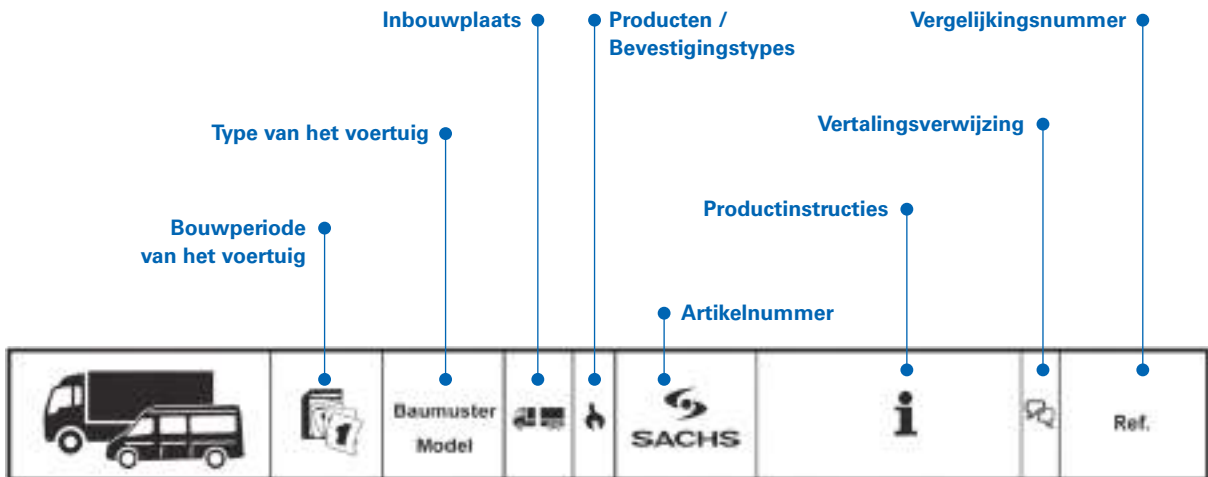 Inbouwplaats
Producten /
Bevestigingstypes
Vergelijkingsnummer
Type van het voertuig
Vertalingsverwijzing
Bouwperiode
van het voertuig
Productinstructies
Artikelnummer
1
Baumuster
Model
SACHS
i
Ref.